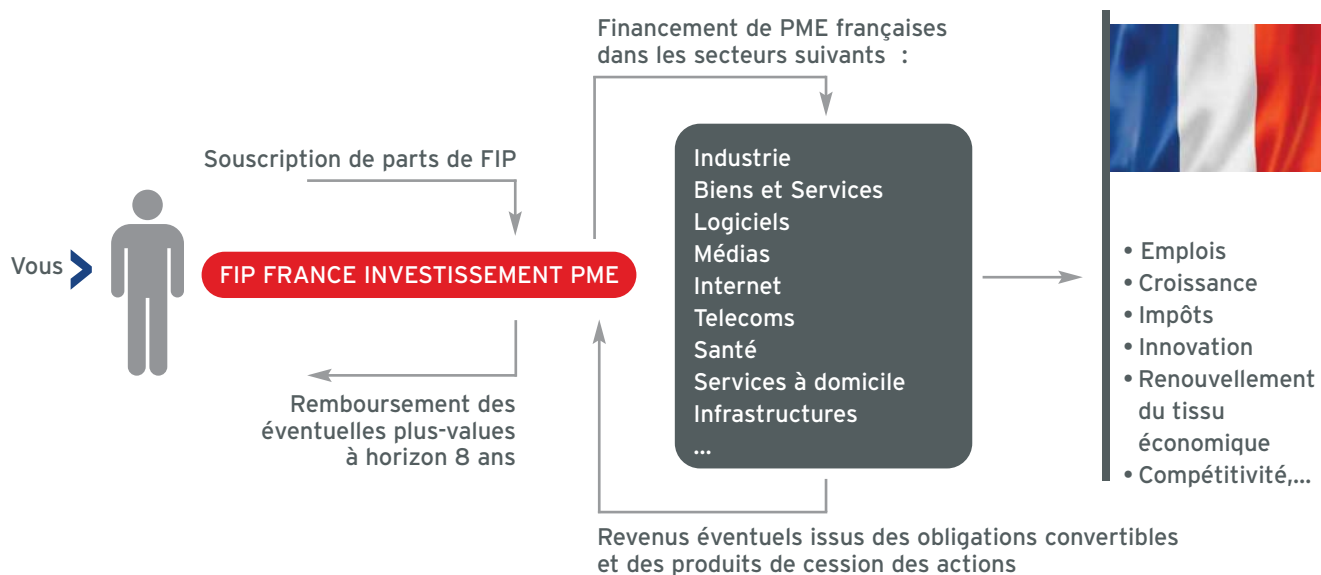 Financement de PME françaises
dans les secteurs suivants :
Souscription de parts de FIP
Vous
FIP FRANCE INVESTISSEMENT PME
Remboursement des
éventuelles plus-values
à horizon 8 ans
Industrie
Biens et Services
Logiciels
Médias
Internet
Telecoms
Santé
Services à domicile
Infrastructures
...
Revenus éventuels issus des obligations convertibles
et des produits de cession des actions
• Emplois
• Croissance
• Impôts
• Innovation
• Renouvellement
du tissu
économique
• Compétitivité,...